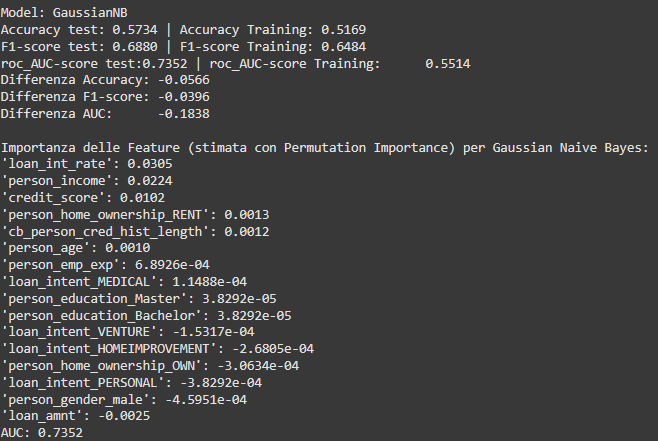 Model: GaussianNB
Accuracy test: 0.5734 | Accuracy Training: 0.5169
F1-score test: 0.6880 | F1-score Training: 0.6484
roc_AUC-score test:0.7352 | roc_AUC-score Training:      0.5514
Differenza Accuracy: -0.0566
Differenza F1-score: -0.0396
Differenza AUC:      -0.1838

Importanza delle Feature (stimata con Permutation Importance) per Gaussian Naive Bayes:
'loan_int_rate': 0.0305
'person_income': 0.0224
'credit_score': 0.0102
'person_home_ownership_RENT': 0.0013
'cb_person_cred_hist_length': 0.0012
'person_age': 0.0010
'person_emp_exp': 6.8926e-04
'loan_intent_MEDICAL': 1.1488e-04
'person_education_Master': 3.8292e-05
'person_education_Bachelor': 3.8292e-05
'loan_intent_VENTURE': -1.5317e-04
'loan_intent_HOMEIMPROVEMENT': -2.6805e-04
'person_home_ownership_OWN': -3.0634e-04
'loan_intent_PERSONAL': -3.8292e-04
'person_gender_male': -4.5951e-04
'loan_amnt': -0.0025
AUC: 0.7352